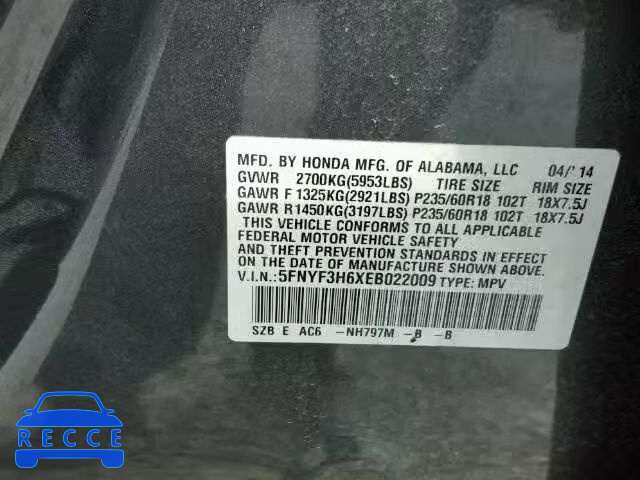 MFD. BY HONDA MFG. OF ALABAMA, LLC 04/'14
GVWR 2700KG(5953LBS) TIRE SIZE RIM SIZE
GAWR F 1325KG(2921LBS) P235/60R18 102T 18X7.5J
GAWR R1450KG(3197LBS) P235/60R18 102T 18X7.5J
THIS VEHICLE CONFORMS TO ALL APPLICABLE
FEDERAL MOTOR VEHICLE SAFETY
AND THEFT PREVENTION STANDARDS IN EFFECT
ON THE DATE OF MANUFACTURE SHOWN ABOVE.
V.I.N.: 5FNYF3H6XEB022009 TYPE: MPV
SZB E AC6 -NH797M -B -B
RECCE